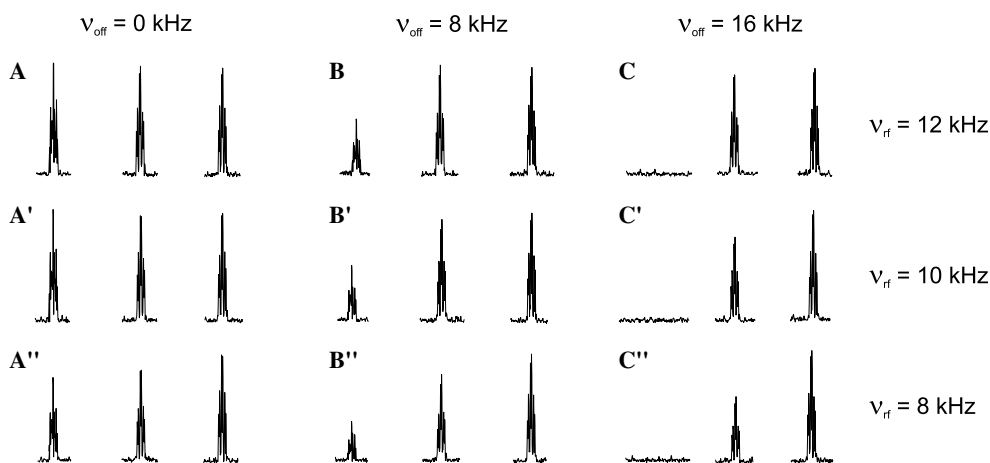 ν_off = 0 kHz ν_off = 8 kHz ν_off = 16 kHz
A B C ν_rf = 12 kHz
A' B' C' ν_rf = 10 kHz
A'' B'' C'' ν_rf = 8 kHz